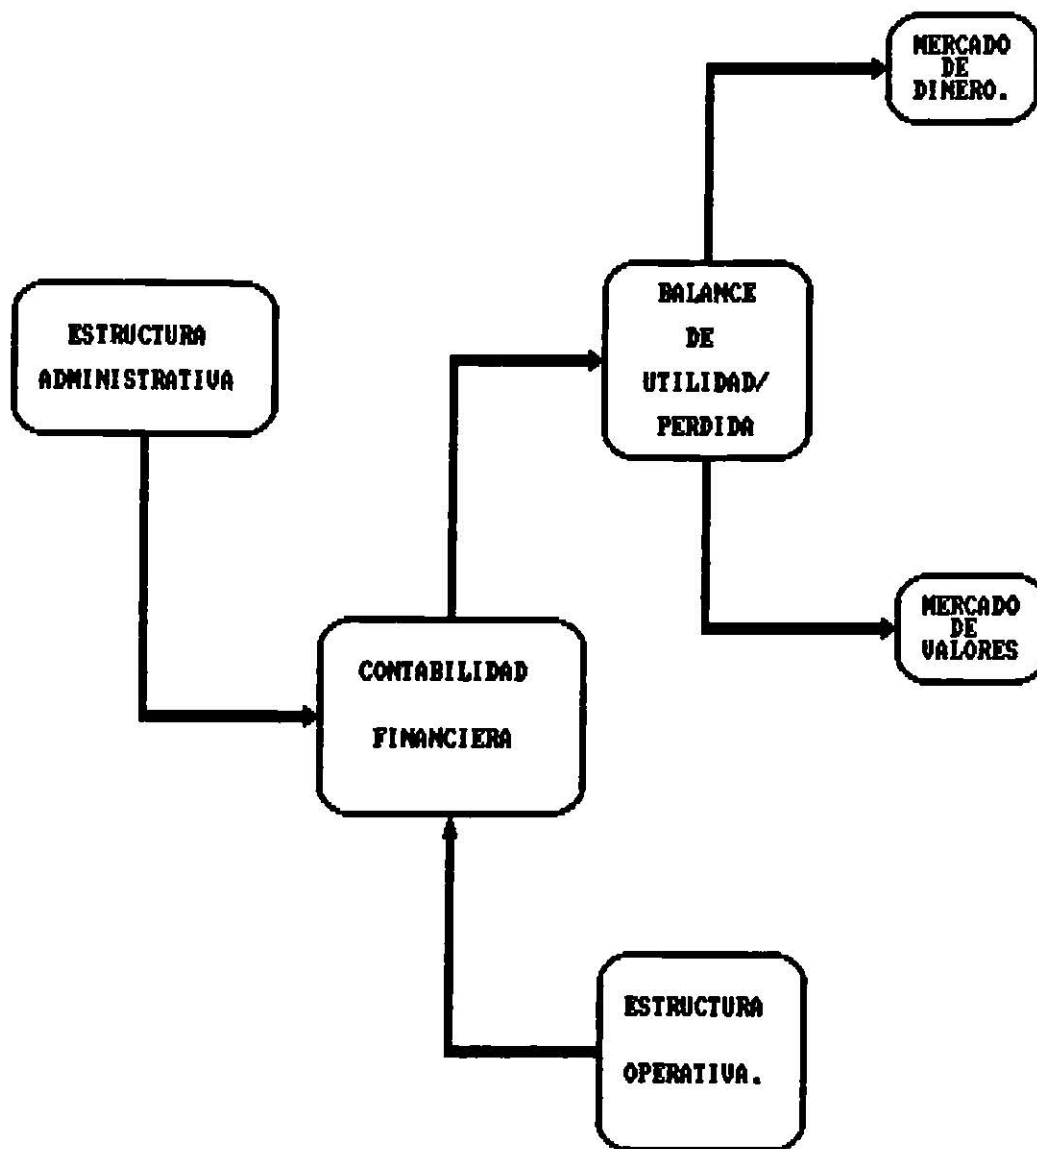 MERCADO
DE
DINERO.
BALANCE
DE
UTILIDAD/
PERDIDA
ESTRUCTURA
ADMINISTRATIVA
MERCADO
DE
VALORES
CONTABILIDAD
FINANCIERA
ESTRUCTURA
OPERATIVA.